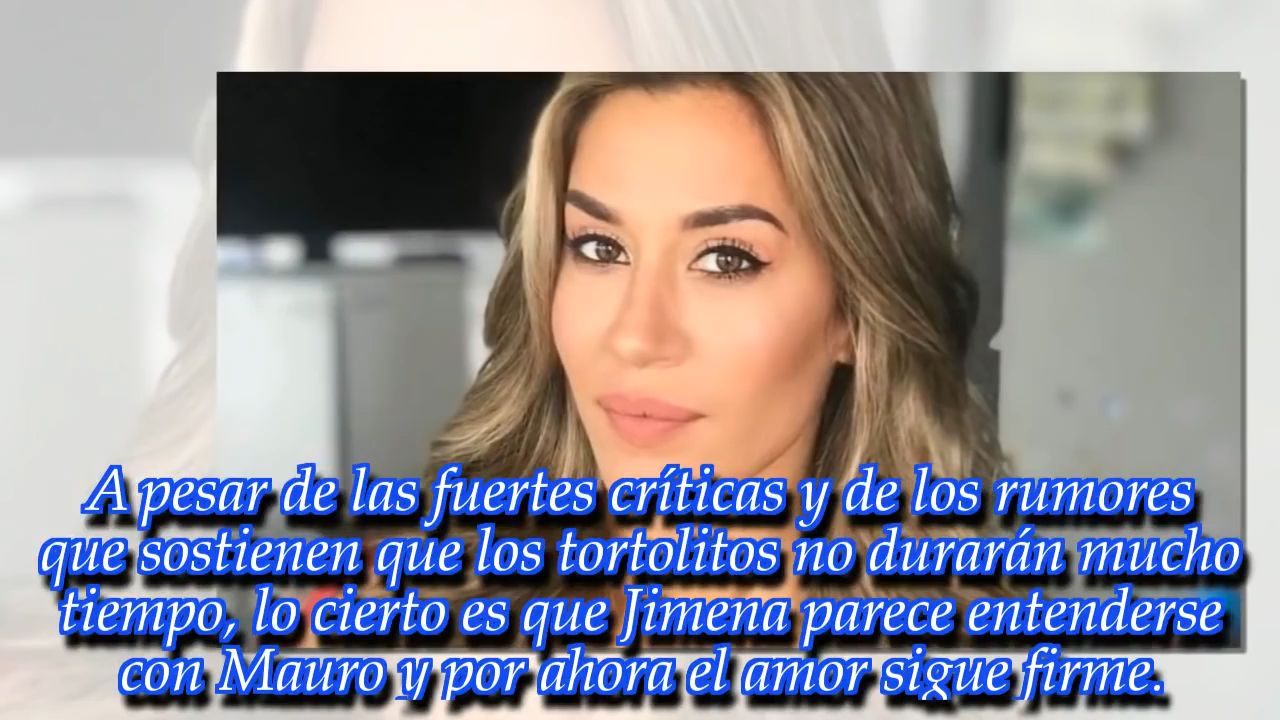 A pesar de las fuertes críticas y de los rumores
que sostienen que los tortolitos no durarán mucho
tiempo, lo cierto es que Jimena parece entenderse
con Mauro y por ahora el amor sigue firme.